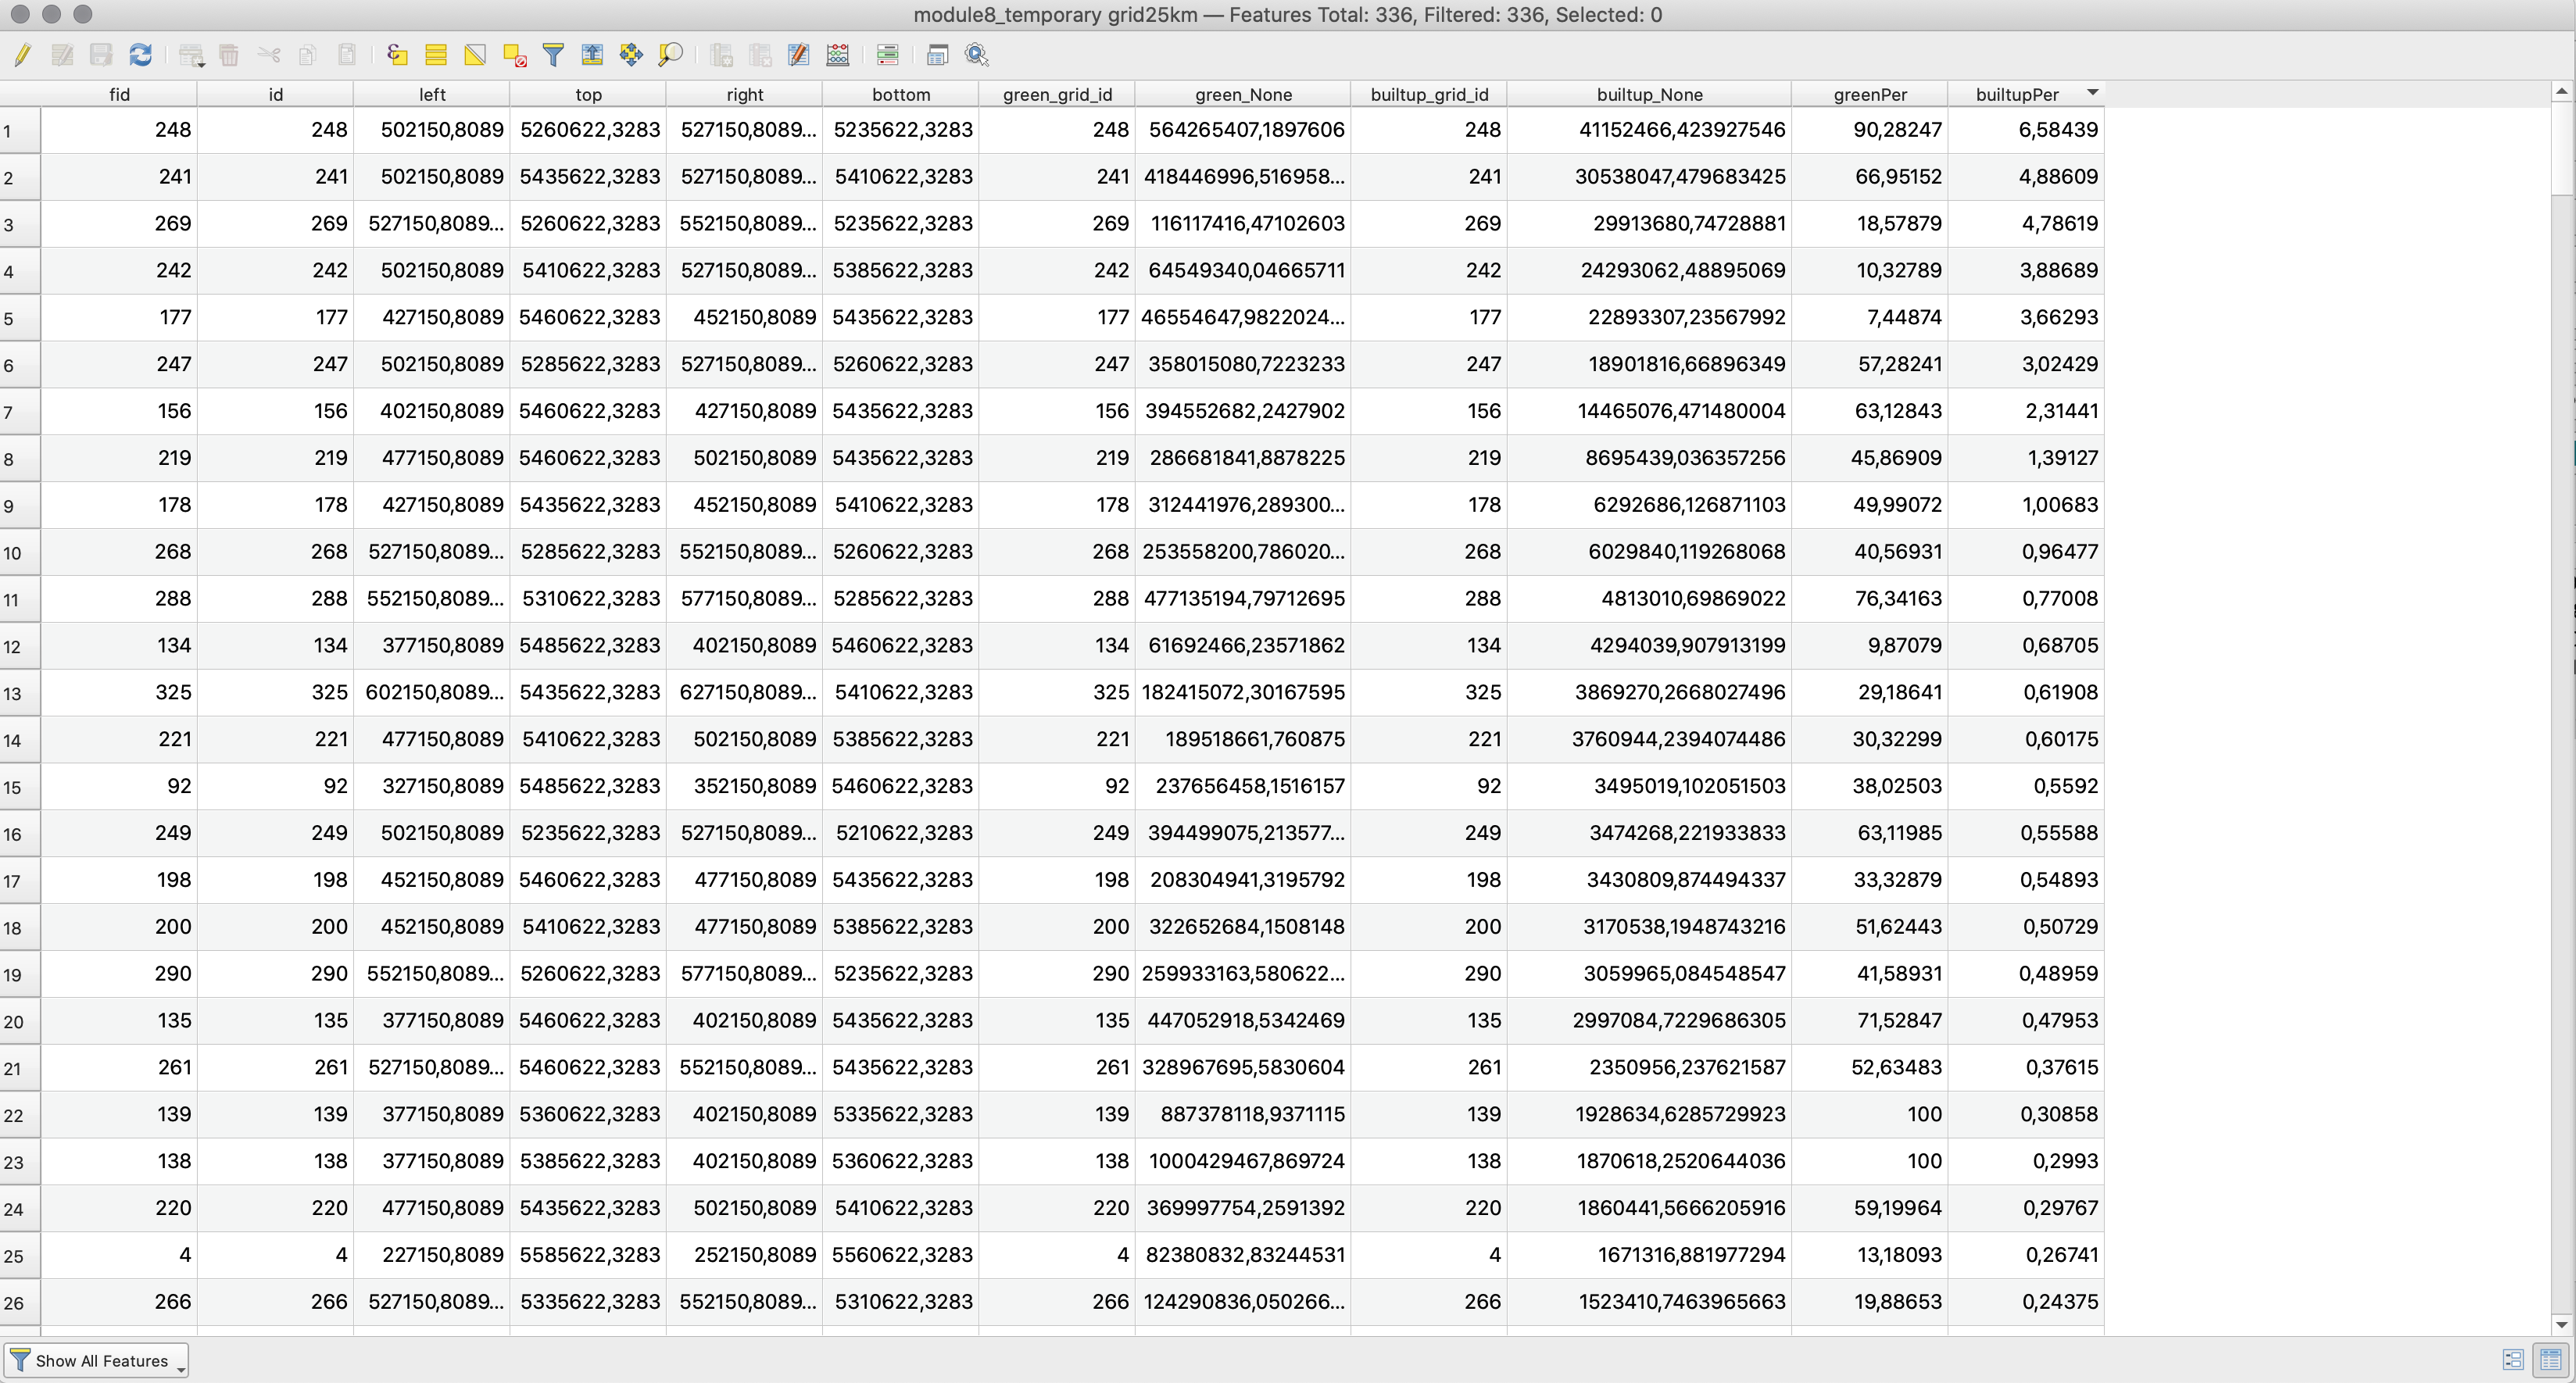 module8_temporary grid25km — Features Total: 336, Filtered: 336, Selected: 0
fid id left top right bottom green_grid_id green_None builtup_grid_id builtup_None greenPer builtupPer
1 248 248 502150,8089 5260622,3283 527150,8089... 5235622,3283 248 564265407,1897606 248 41152466,423927546 90,28247 6,58439
2 241 241 502150,8089 5435622,3283 527150,8089... 5410622,3283 241 418446996,516958... 241 30538047,479683425 66,95152 4,88609
3 269 269 527150,8089... 5260622,3283 552150,8089... 5235622,3283 269 116117416,47102603 269 29913680,74728881 18,57879 4,78619
4 242 242 502150,8089 5410622,3283 527150,8089... 5385622,3283 242 64549340,04665711 242 24293062,48895069 10,32789 3,88689
5 177 177 427150,8089 5460622,3283 452150,8089 5435622,3283 177 46554647,9822024... 177 22893307,23567992 7,44874 3,66293
6 247 247 502150,8089 5285622,3283 527150,8089... 5260622,3283 247 358015080,7223233 247 18901816,66896349 57,28241 3,02429
7 156 156 402150,8089 5460622,3283 427150,8089 5435622,3283 156 394552682,2427902 156 14465076,471480004 63,12843 2,31441
8 219 219 477150,8089 5460622,3283 502150,8089 5435622,3283 219 286681841,8878225 219 8695439,036357256 45,86909 1,39127
9 178 178 427150,8089 5435622,3283 452150,8089 5410622,3283 178 312441976,289300... 178 6292686,126871103 49,99072 1,00683
10 268 268 527150,8089... 5285622,3283 552150,8089... 5260622,3283 268 253558200,786020... 268 6029840,119268068 40,56931 0,96477
11 288 288 552150,8089... 5310622,3283 577150,8089... 5285622,3283 288 477135194,79712695 288 4813010,69869022 76,34163 0,77008
12 134 134 377150,8089 5485622,3283 402150,8089 5460622,3283 134 61692466,23571862 134 4294039,907913199 9,87079 0,68705
13 325 325 602150,8089... 5435622,3283 627150,8089... 5410622,3283 325 182415072,30167595 325 3869270,2668027496 29,18641 0,61908
14 221 221 477150,8089 5410622,3283 502150,8089 5385622,3283 221 189518661,760875 221 3760944,2394074486 30,32299 0,60175
15 92 92 327150,8089 5485622,3283 352150,8089 5460622,3283 92 237656458,1516157 92 3495019,102051503 38,02503 0,5592
16 249 249 502150,8089 5235622,3283 527150,8089... 5210622,3283 249 394499075,213577... 249 3474268,221933833 63,11985 0,55588
17 198 198 452150,8089 5460622,3283 477150,8089 5435622,3283 198 208304941,3195792 198 3430809,874494337 33,32879 0,54893
18 200 200 452150,8089 5410622,3283 477150,8089 5385622,3283 200 322652684,1508148 200 3170538,1948743216 51,62443 0,50729
19 290 290 552150,8089... 5260622,3283 577150,8089... 5235622,3283 290 259933163,580622... 290 3059965,084548547 41,58931 0,48959
20 135 135 377150,8089 5460622,3283 402150,8089 5435622,3283 135 447052918,5342469 135 2997084,7229686305 71,52847 0,47953
21 261 261 527150,8089... 5460622,3283 552150,8089... 5435622,3283 261 328967695,5830604 261 2350956,237621587 52,63483 0,37615
22 139 139 377150,8089 5360622,3283 402150,8089 5335622,3283 139 887378118,9371115 139 1928634,6285729923 100 0,30858
23 138 138 377150,8089 5385622,3283 402150,8089 5360622,3283 138 1000429467,869724 138 1870618,2520644036 100 0,2993
24 220 220 477150,8089 5435622,3283 502150,8089 5410622,3283 220 369997754,2591392 220 1860441,5666205916 59,19964 0,29767
25 4 4 227150,8089 5585622,3283 252150,8089 5560622,3283 4 82380832,83244531 4 1671316,881977294 13,18093 0,26741
26 266 266 527150,8089... 5335622,3283 552150,8089... 5310622,3283 266 124290836,050266... 266 1523410,7463965663 19,88653 0,24375
Show All Features